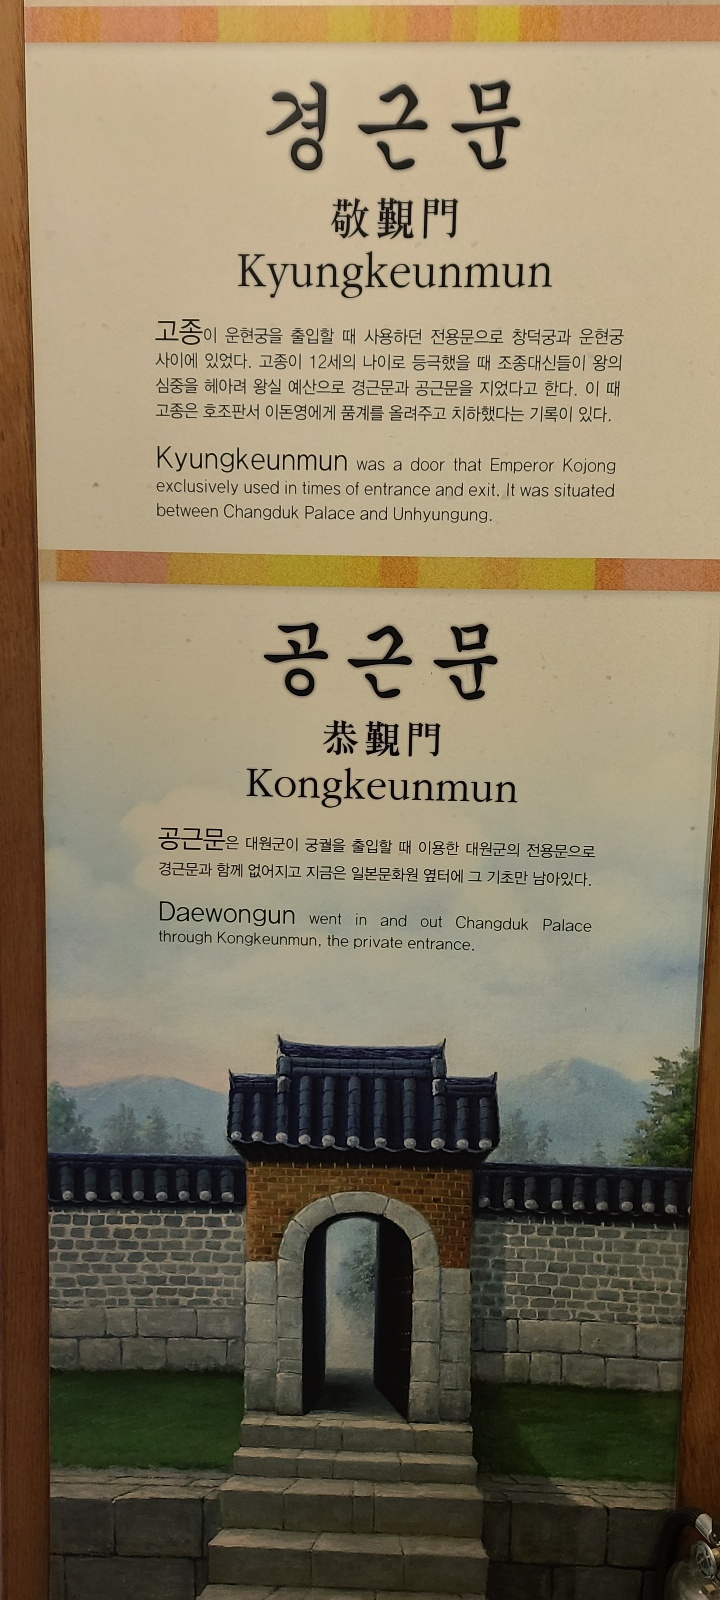 경근문
敬觀門
Kyungkeunmun
고종이 운현궁을 출입할 때 사용하던 전용문으로 창덕궁과 운현궁
사이에 있었다. 고종이 12세의 나이로 등극했을 때 조종대신들이 왕의
심중을 헤아려 왕실 예산으로 경근문과 공근문을 지었다고 한다. 이 때
고종은 호조판서 이돈영에게 품계를 올려주고 치하했다는 기록이 있다.
Kyungkeunmun was a door that Emperor Kojong
exclusively used in times of entrance and exit. It was situated
between Changduk Palace and Unhyungung.
공근문
恭觀門
Kongkeunmun
공근문은 대원군이 궁궐을 출입할 때 이용한 대원군의 전용문으로
경근문과 함께 없어지고 지금은 일본문화원 옆터에 그 기초만 남아있다.
Daewongun went in and out Changduk Palace
through Kongkeunmun, the private entrance.